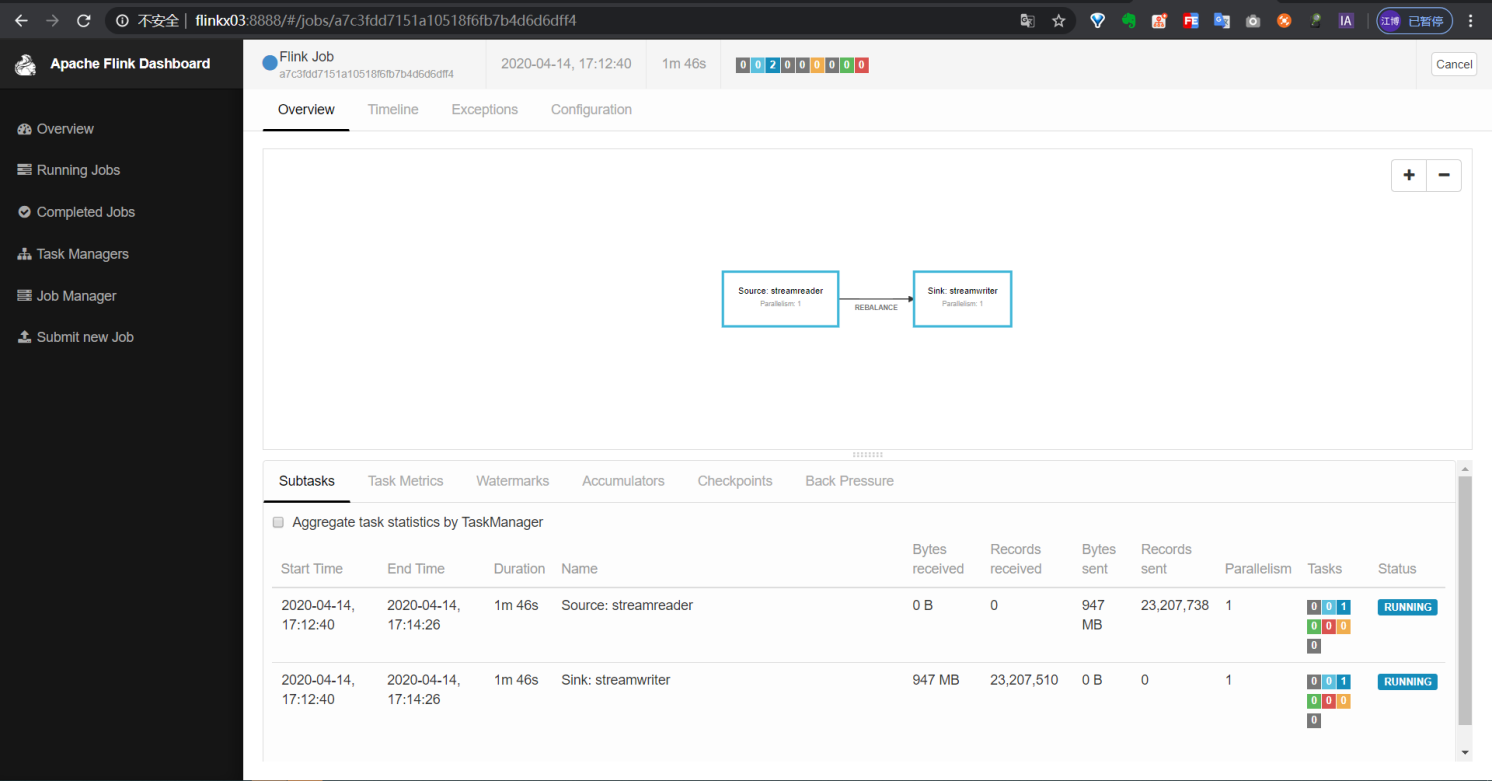 不安全 flinkx03:8888/#/jobs/a7c3fdd7151a10518f6fb7b4d6d6dff4
FE
IA
江博 已暂停
Apache Flink Dashboard
Flink Job
a7c3fdd7151a10518f6fb7b4d6d6dff4
2020-04-14, 17:12:40
1m 46s
0 0 2 0 0 0 0 0 0
Cancel
Overview
Running Jobs
Completed Jobs
Task Managers
Job Manager
Submit new Job
Overview Timeline Exceptions Configuration
+ −
Source: streamreader
Parallelism: 1
REBALANCE
Sink: streamwriter
Parallelism: 1
Subtasks Task Metrics Watermarks Accumulators Checkpoints Back Pressure
Aggregate task statistics by TaskManager
Start Time End Time Duration Name Bytes received Records received Bytes sent Records sent Parallelism Tasks Status
2020-04-14, 2020-04-14, 1m 46s Source: streamreader 0 B 0 947 23,207,738 1 0 0 1 RUNNING
17:12:40 17:14:26 MB 0 0 0
0
2020-04-14, 2020-04-14, 1m 46s Sink: streamwriter 947 MB 23,207,510 0 B 0 1 0 0 1 RUNNING
17:12:40 17:14:26 0 0 0
0